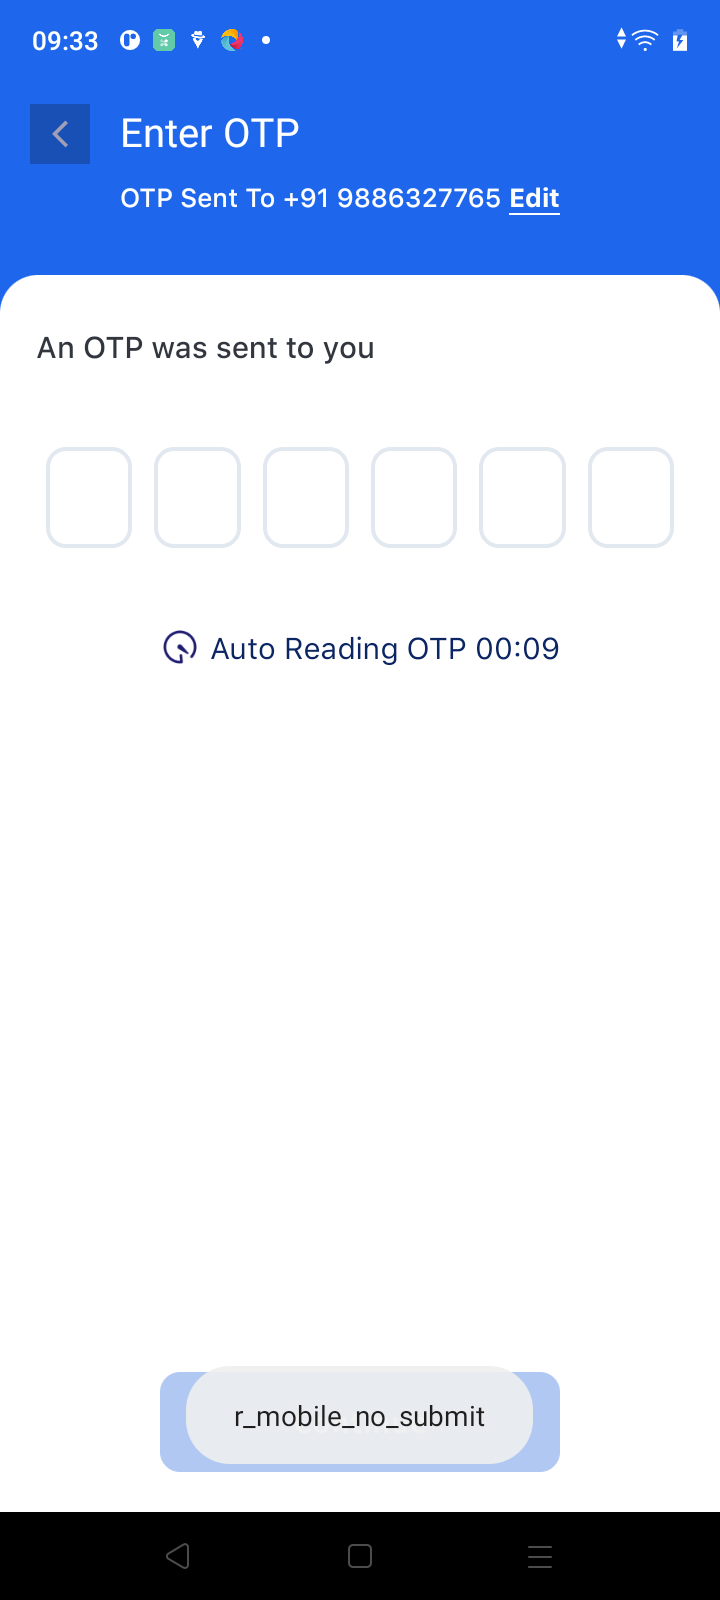 09:33
Enter OTP
OTP Sent To +91 9886327765 Edit
An OTP was sent to you
Auto Reading OTP 00:09
r_mobile_no_submit